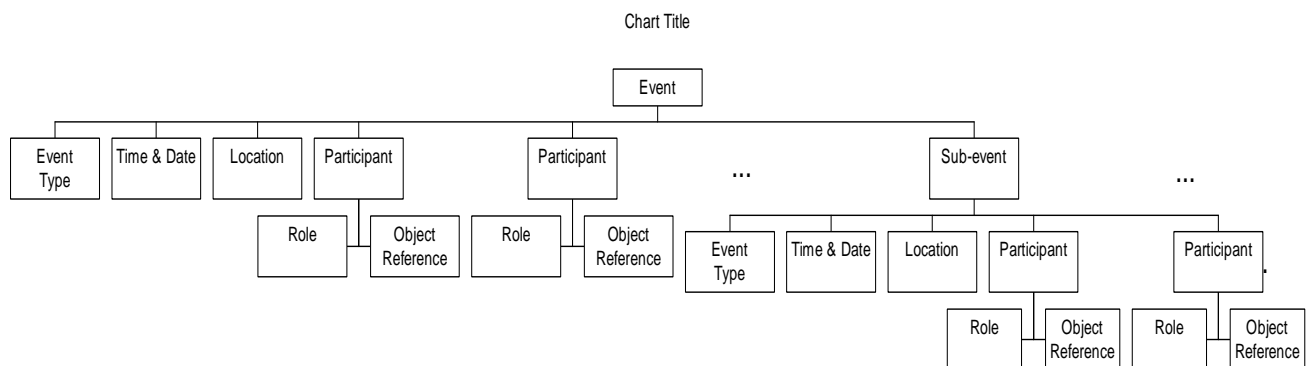 Chart Title
Event
Event
Type
Time & Date
Location
Participant
Participant
...
Sub-event
...
Role
Object
Reference
Role
Object
Reference
Event
Type
Time & Date
Location
Participant
Participant
.
Role
Object
Reference
Role
Object
Reference